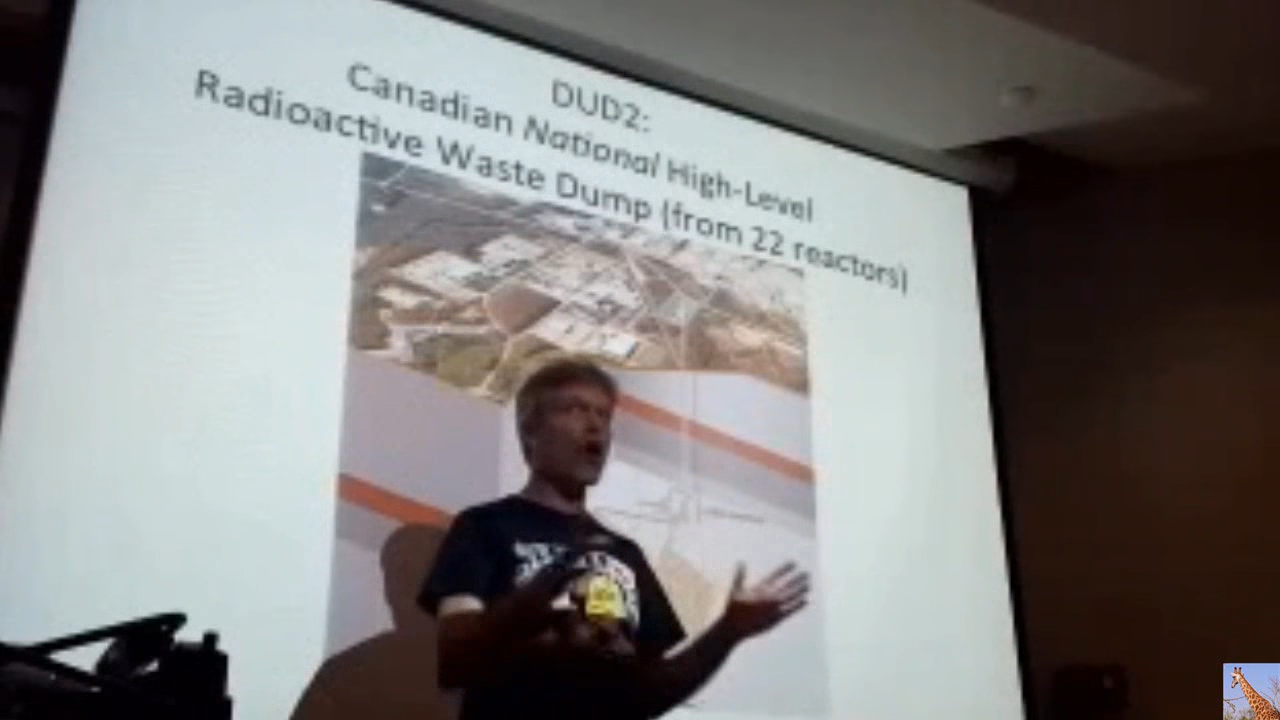 DUD2:
Canadian National High-Level
Radioactive Waste Dump (from 22 reactors)